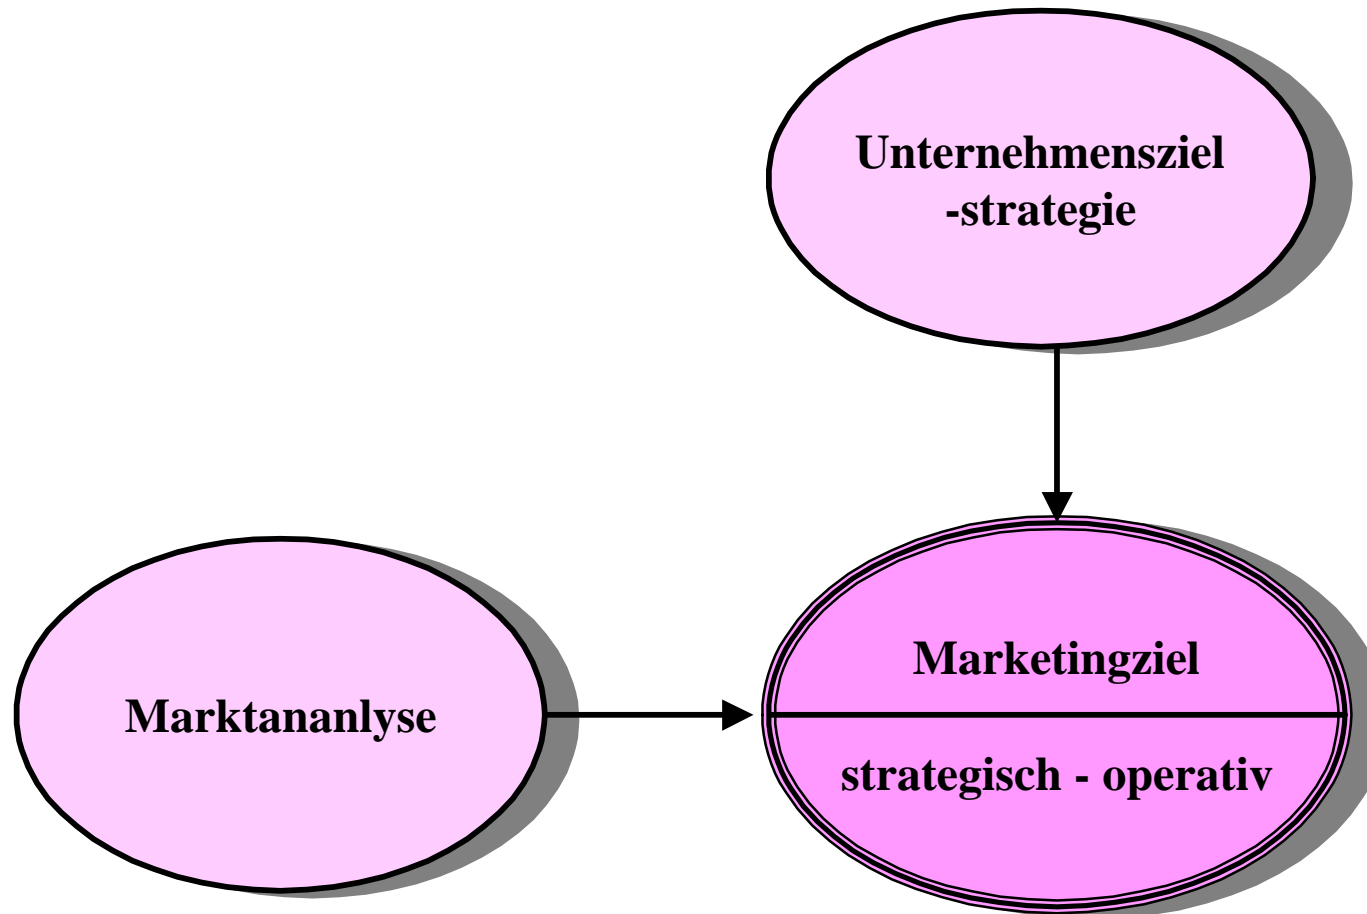 Unternehmensziel
-strategie
Marktananlyse
Marketingziel
strategisch - operativ